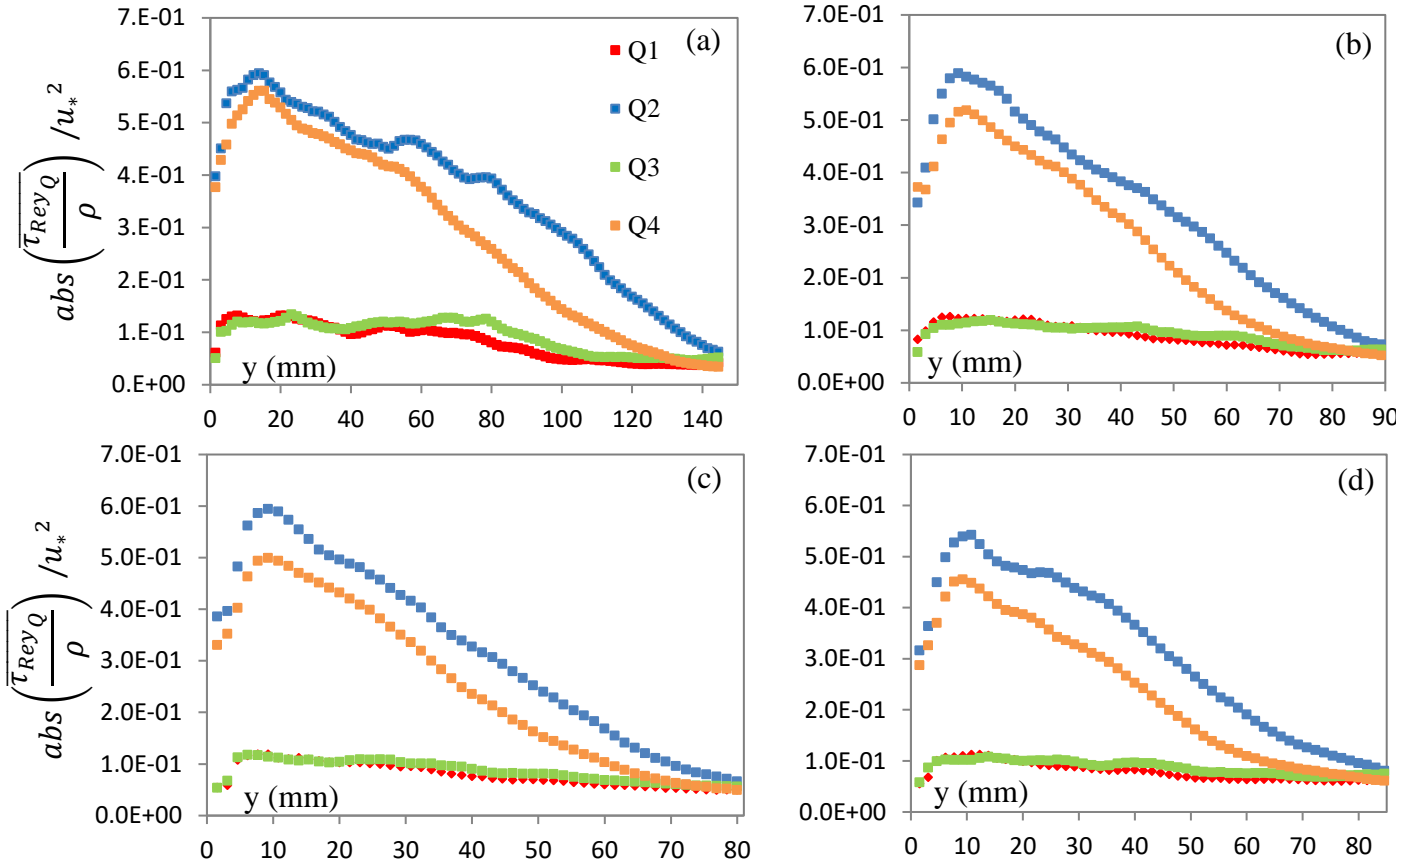 7.E-01
6.E-01
5.E-01
4.E-01
3.E-01
2.E-01
1.E-01
0.E+00
abs (τ_Rey_Q / ρ) / u_*^2
(a)
Q1
Q2
Q3
Q4
y (mm)
0 20 40 60 80 100 120 140
7.0E-01
6.0E-01
5.0E-01
4.0E-01
3.0E-01
2.0E-01
1.0E-01
0.0E+00
(b)
y (mm)
0 10 20 30 40 50 60 70 80 90
7.0E-01
6.0E-01
5.0E-01
4.0E-01
3.0E-01
2.0E-01
1.0E-01
0.0E+00
abs (τ_Rey_Q / ρ) / u_*^2
(c)
y (mm)
0 10 20 30 40 50 60 70 80
7.0E-01
6.0E-01
5.0E-01
4.0E-01
3.0E-01
2.0E-01
1.0E-01
0.0E+00
(d)
y (mm)
0 10 20 30 40 50 60 70 80